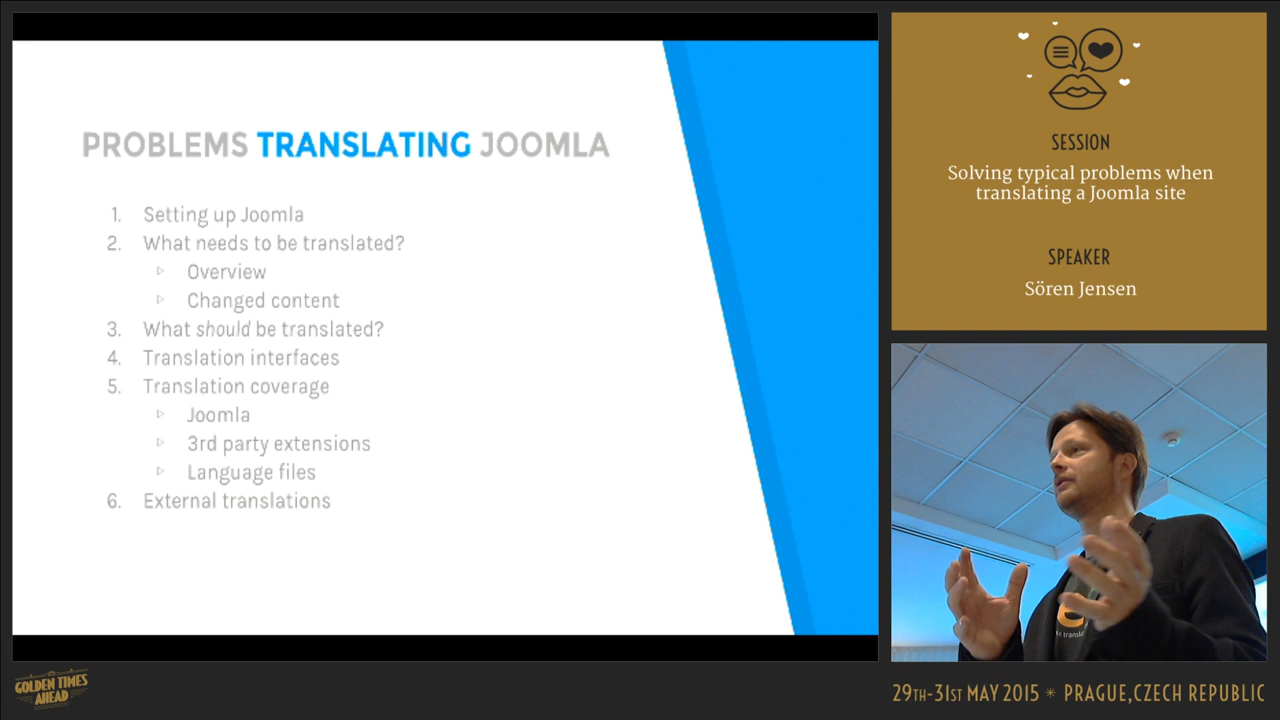 PROBLEMS TRANSLATING JOOMLA
1. Setting up Joomla
2. What needs to be translated?
▷ Overview
▷ Changed content
3. What should be translated?
4. Translation interfaces
5. Translation coverage
▷ Joomla
▷ 3rd party extensions
▷ Language files
6. External translations
SESSION
Solving typical problems when
translating a Joomla site
SPEAKER
Sören Jensen
GOLDEN TIMES
AHEAD
29TH-31ST MAY 2015 * PRAGUE,CZECH REPUBLIC